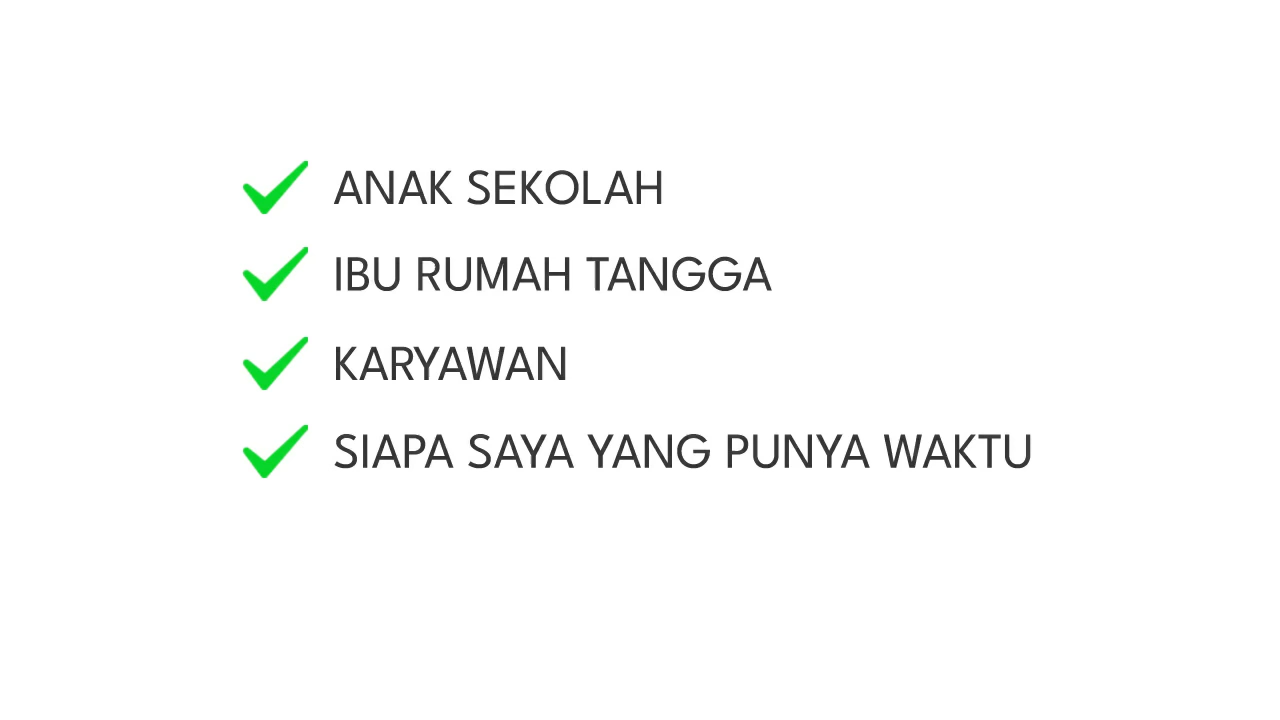 ANAK SEKOLAH
IBU RUMAH TANGGA
KARYAWAN
SIAPA SAYA YANG PUNYA WAKTU